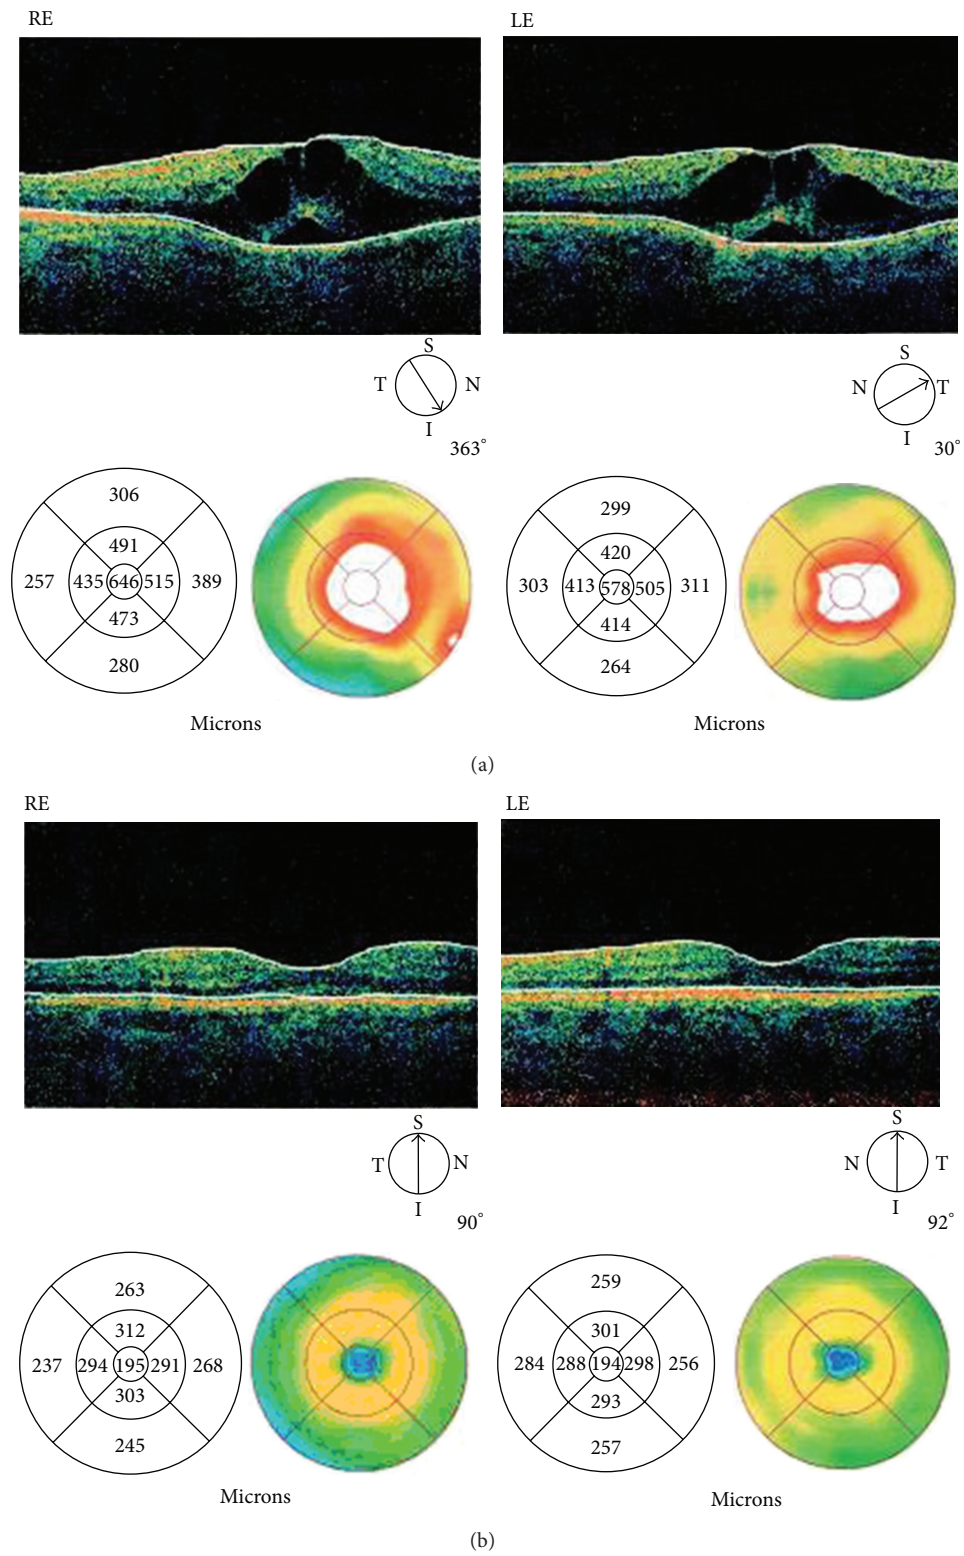 RE LE
S
T N
I
363°
S
N T
I
30°
306
491
257 435 646 515 389
473
280
Microns
299
420
303 413 578 505 311
414
264
Microns
(a)
RE LE
S
T N
I
90°
S
N T
I
92°
263
312
237 294 195 291 268
303
245
Microns
259
301
284 288 194 298 256
293
257
Microns
(b)